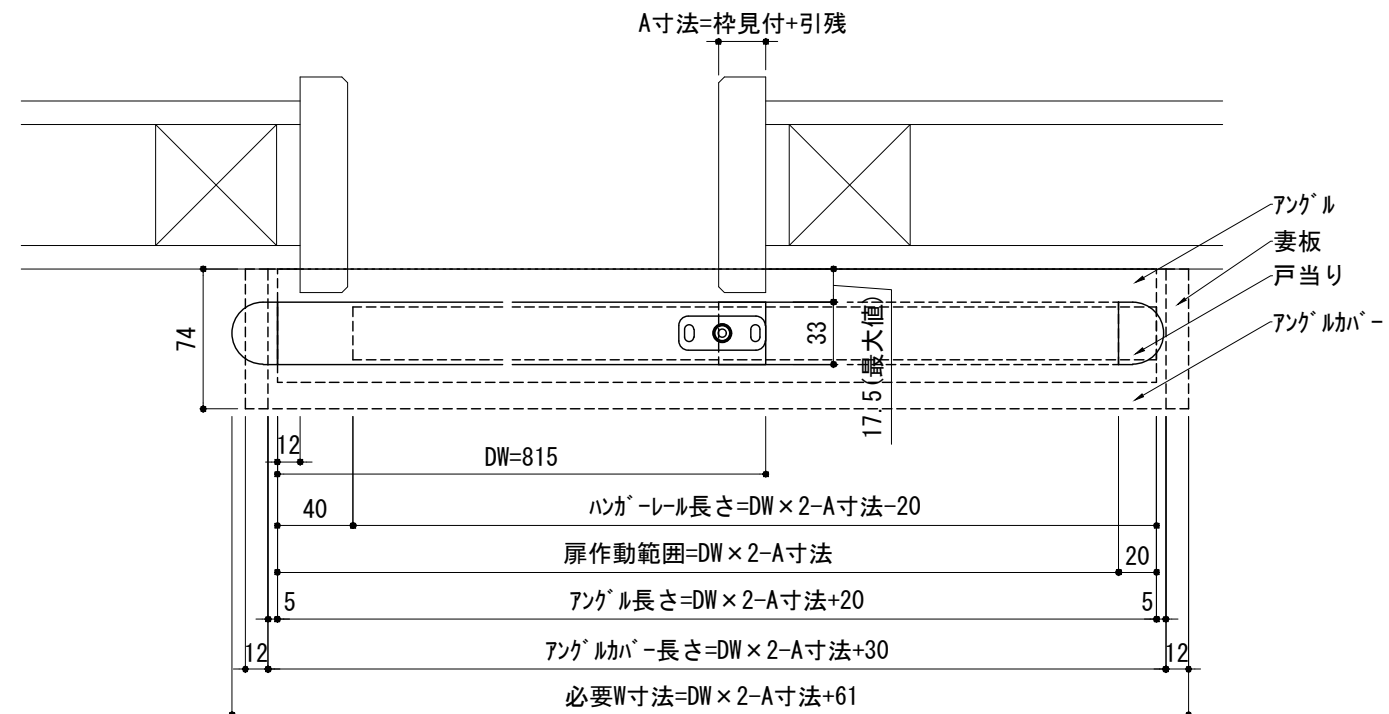 A寸法=枠見付+引残
アングル
妻板
戸当り
アングルカバー
74
33
17.5(最大値)
12
DW=815
40
ハンガーレール長さ=DW×2-A寸法-20
扉作動範囲=DW×2-A寸法
20
5
アングル長さ=DW×2-A寸法+20
5
12
アングルカバー長さ=DW×2-A寸法+30
12
必要W寸法=DW×2-A寸法+61